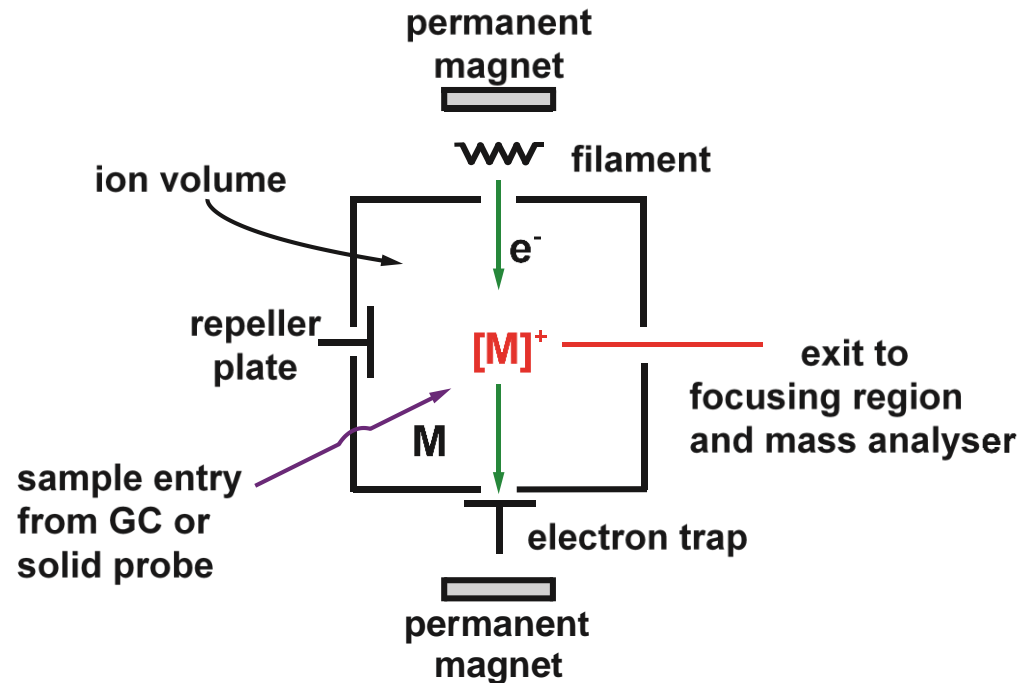 permanent
magnet
filament
ion volume
e-
repeller
plate
[M]+
exit to
focusing region
and mass analyser
M
sample entry
from GC or
solid probe
electron trap
permanent
magnet